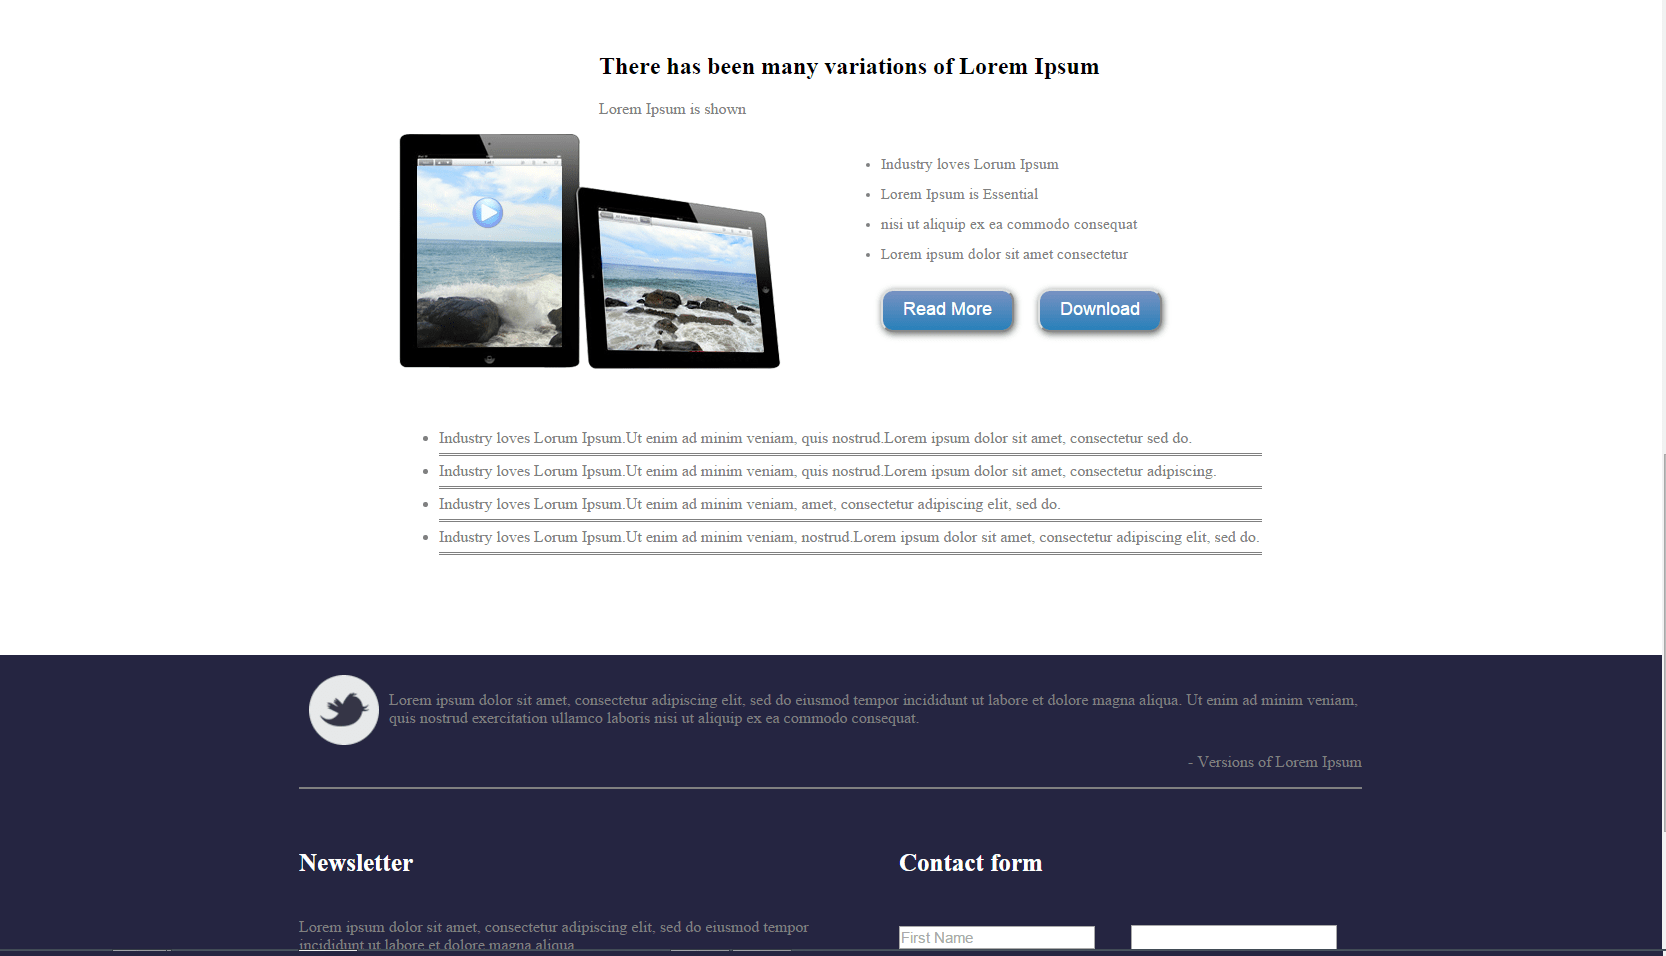 There has been many variations of Lorem Ipsum
Lorem Ipsum is shown
Industry loves Lorum Ipsum
Lorem Ipsum is Essential
nisi ut aliquip ex ea commodo consequat
Lorem ipsum dolor sit amet consectetur
Read More
Download
Industry loves Lorum Ipsum.Ut enim ad minim veniam, quis nostrud.Lorem ipsum dolor sit amet, consectetur sed do.
Industry loves Lorum Ipsum.Ut enim ad minim veniam, quis nostrud.Lorem ipsum dolor sit amet, consectetur adipiscing.
Industry loves Lorum Ipsum.Ut enim ad minim veniam, amet, consectetur adipiscing elit, sed do.
Industry loves Lorum Ipsum.Ut enim ad minim veniam, nostrud.Lorem ipsum dolor sit amet, consectetur adipiscing elit, sed do.
Lorem ipsum dolor sit amet, consectetur adipiscing elit, sed do eiusmod tempor incididunt ut labore et dolore magna aliqua. Ut enim ad minim veniam,
quis nostrud exercitation ullamco laboris nisi ut aliquip ex ea commodo consequat.
- Versions of Lorem Ipsum
Newsletter
Lorem ipsum dolor sit amet, consectetur adipiscing elit, sed do eiusmod tempor
incididunt ut labore et dolore magna aliqua
Contact form
First Name